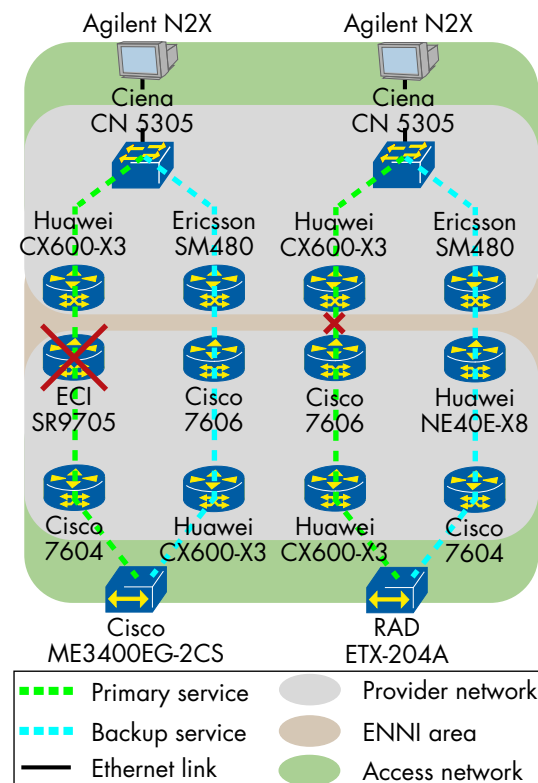 Agilent N2X
Agilent N2X
Ciena
CN 5305
Ciena
CN 5305
Huawei
CX600-X3
Ericsson
SM480
Huawei
CX600-X3
Ericsson
SM480
ECI
SR9705
Cisco
7606
Cisco
7606
Huawei
NE40E-X8
Cisco
7604
Huawei
CX600-X3
Huawei
CX600-X3
Cisco
7604
Cisco
ME3400EG-2CS
RAD
ETX-204A
Primary service
Provider network
Backup service
ENNI area
Ethernet link
Access network